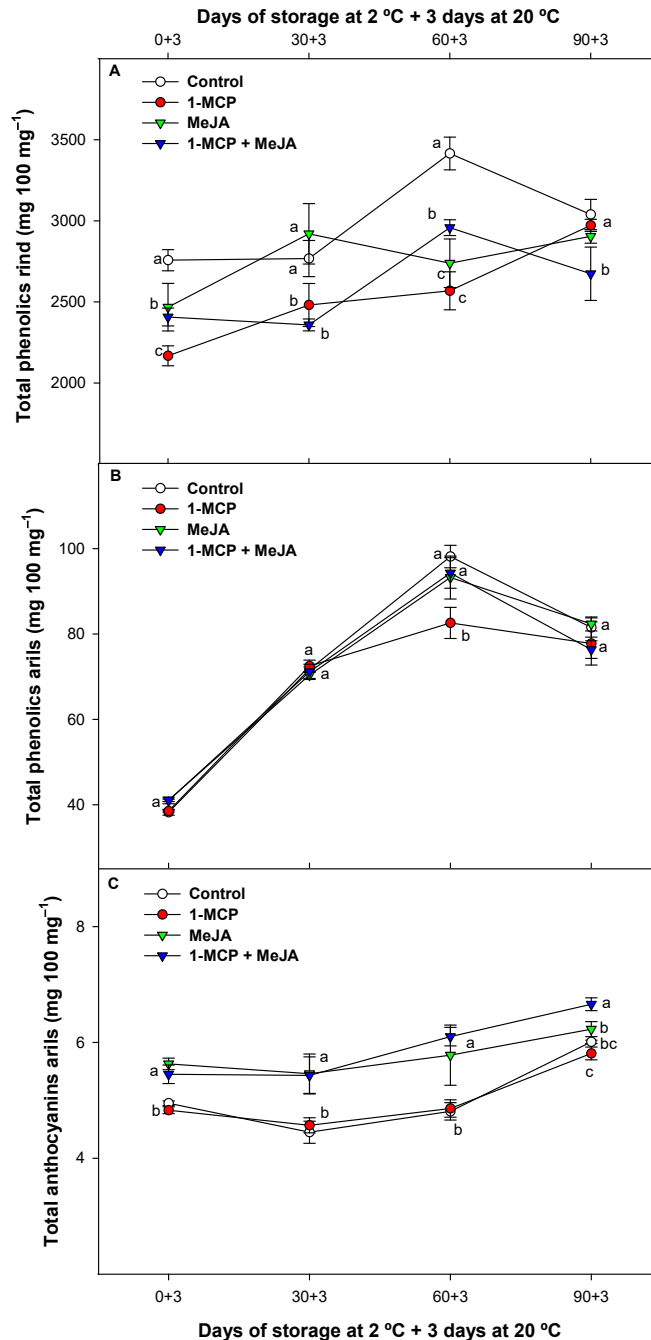 Days of storage at 2 ºC + 3 days at 20 ºC
0+3 30+3 60+3 90+3
A
Control
1-MCP
MeJA
1-MCP + MeJA
Total phenolics rind (mg 100 mg⁻¹)
3500
3000
2500
2000
a
b
c
a
a
b
b
a
b
c
c
a
b
B
Control
1-MCP
MeJA
1-MCP + MeJA
Total phenolics arils (mg 100 mg⁻¹)
100
80
60
40
a
a
a
a
a
b
a
a
C
Control
1-MCP
MeJA
1-MCP + MeJA
Total anthocyanins arils (mg 100 mg⁻¹)
8
6
4
a
b
a
b
a
b
a
b
bc
c
0+3 30+3 60+3 90+3
Days of storage at 2 ºC + 3 days at 20 ºC